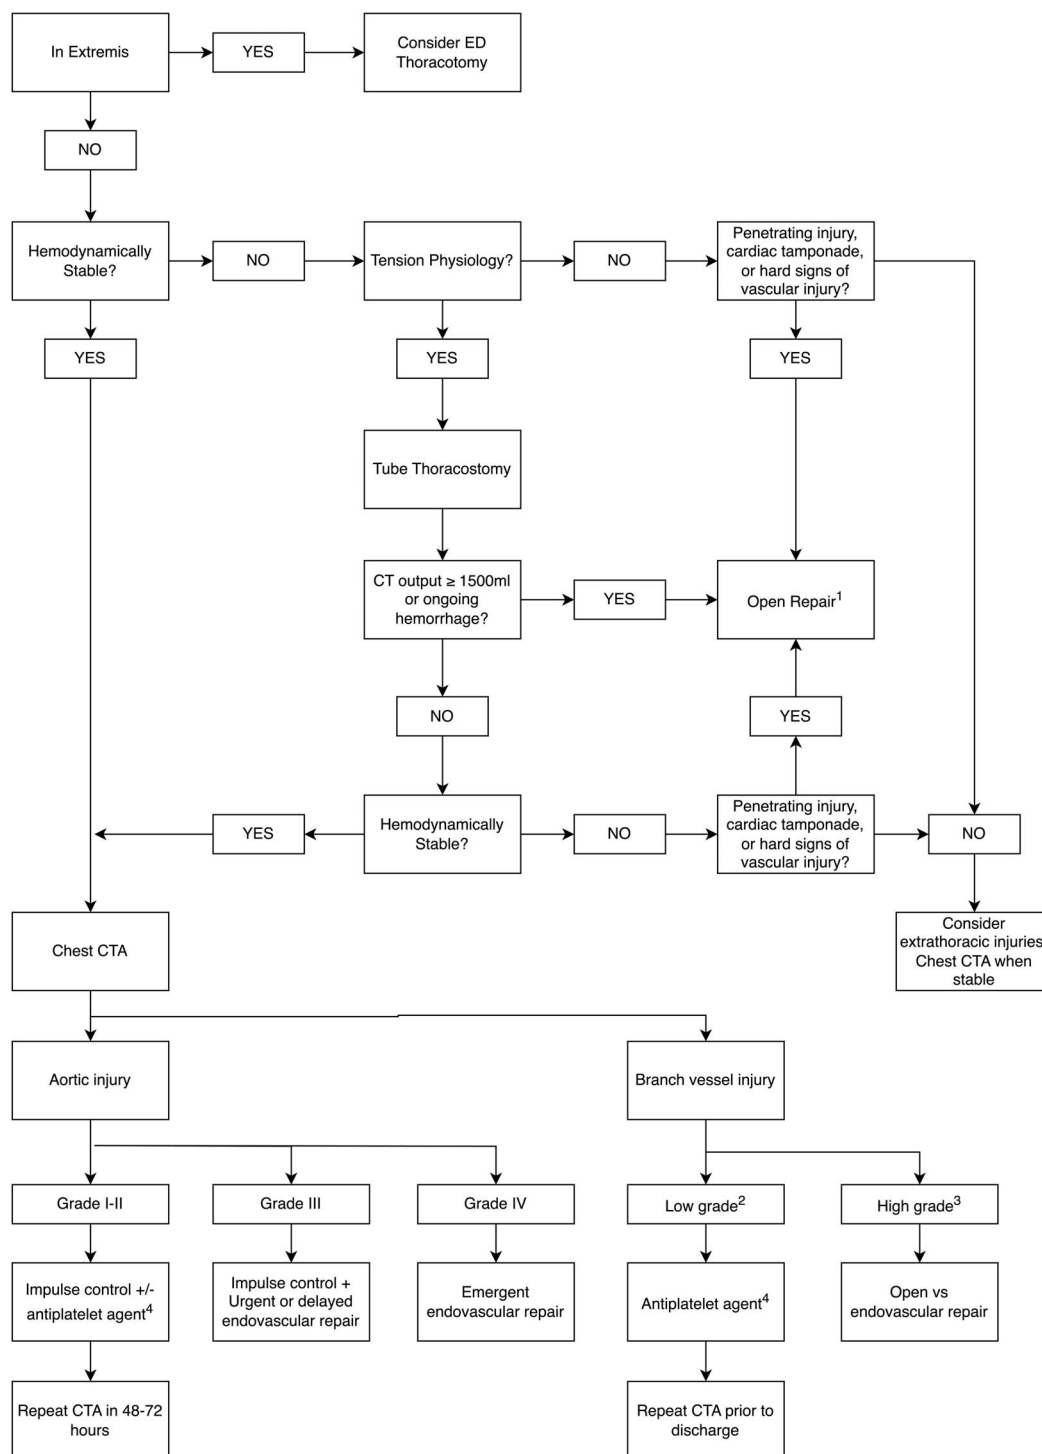 In Extremis
YES
Consider ED
Thoracotomy
NO
Hemodynamically
Stable?
NO
Tension Physiology?
NO
Penetrating injury,
cardiac tamponade,
or hard signs of
vascular injury?
YES
YES
YES
Tube Thoracostomy
CT output ≥ 1500ml
or ongoing
hemorrhage?
YES
Open Repair¹
NO
YES
YES
Hemodynamically
Stable?
NO
Penetrating injury,
cardiac tamponade,
or hard signs of
vascular injury?
NO
Chest CTA
Consider
extrathoracic injuries
Chest CTA when
stable
Aortic injury
Branch vessel injury
Grade I-II
Grade III
Grade IV
Low grade²
High grade³
Impulse control +/-
antiplatelet agent⁴
Impulse control +
Urgent or delayed
endovascular repair
Emergent
endovascular repair
Antiplatelet agent⁴
Open vs
endovascular repair
Repeat CTA in 48-72
hours
Repeat CTA prior to
discharge